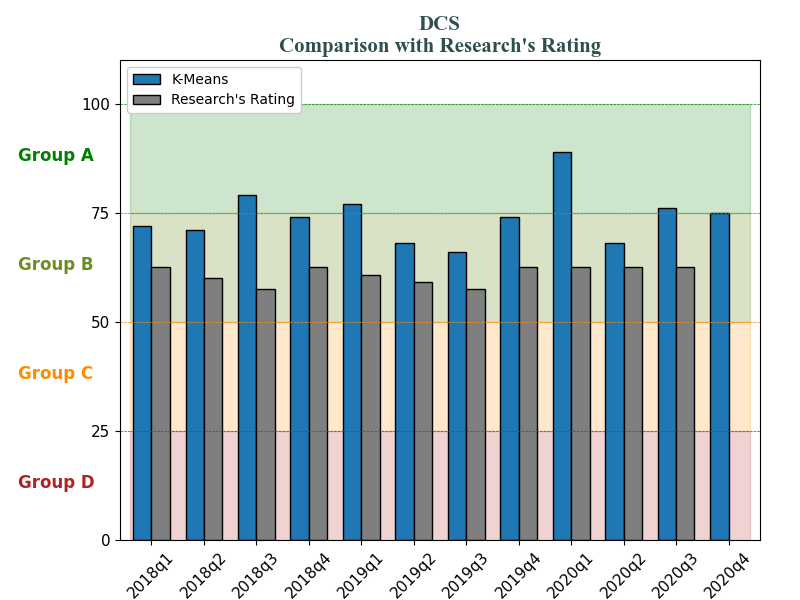 DCS
Comparison with Research's Rating
K-Means
Research's Rating
100
Group A
75
Group B
50
Group C
25
Group D
0
2018q1
2018q2
2018q3
2018q4
2019q1
2019q2
2019q3
2019q4
2020q1
2020q2
2020q3
2020q4